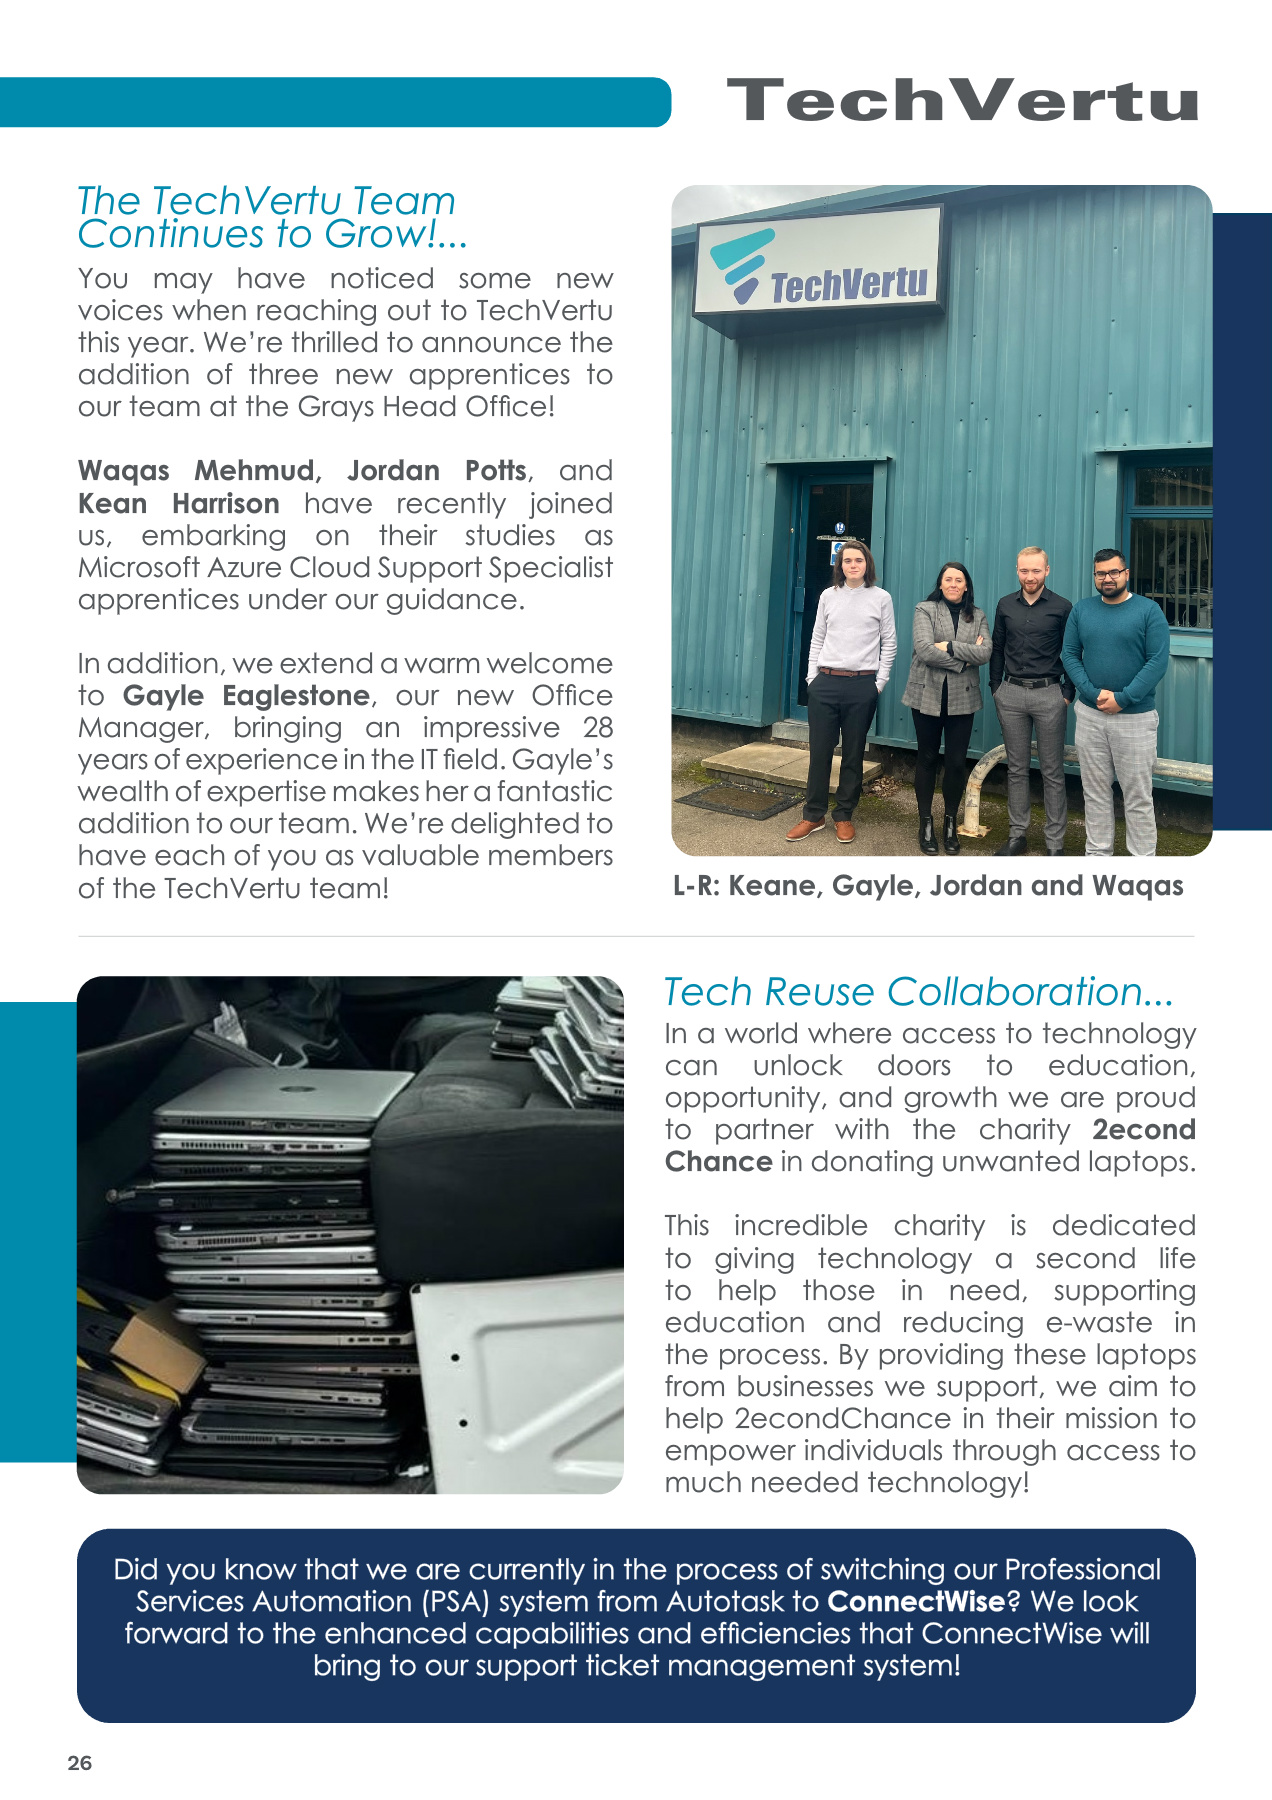 TechVertu
The TechVertu Team
Continues to Grow!...
You may have noticed some new
voices when reaching out to TechVertu
this year. We’re thrilled to announce the
addition of three new apprentices to
our team at the Grays Head Office!
Waqas Mehmud, Jordan Potts, and
Kean Harrison have recently joined
us, embarking on their studies as
Microsoft Azure Cloud Support Specialist
apprentices under our guidance.
In addition, we extend a warm welcome
to Gayle Eaglestone, our new Office
Manager, bringing an impressive 28
years of experience in the IT field. Gayle’s
wealth of expertise makes her a fantastic
addition to our team. We’re delighted to
have each of you as valuable members
of the TechVertu team!
TechVertu
L-R: Keane, Gayle, Jordan and Waqas
Tech Reuse Collaboration...
In a world where access to technology
can unlock doors to education,
opportunity, and growth we are proud
to partner with the charity 2econd
Chance in donating unwanted laptops.
This incredible charity is dedicated
to giving technology a second life
to help those in need, supporting
education and reducing e-waste in
the process. By providing these laptops
from businesses we support, we aim to
help 2econdChance in their mission to
empower individuals through access to
much needed technology!
Did you know that we are currently in the process of switching our Professional
Services Automation (PSA) system from Autotask to ConnectWise? We look
forward to the enhanced capabilities and efficiencies that ConnectWise will
bring to our support ticket management system!
26